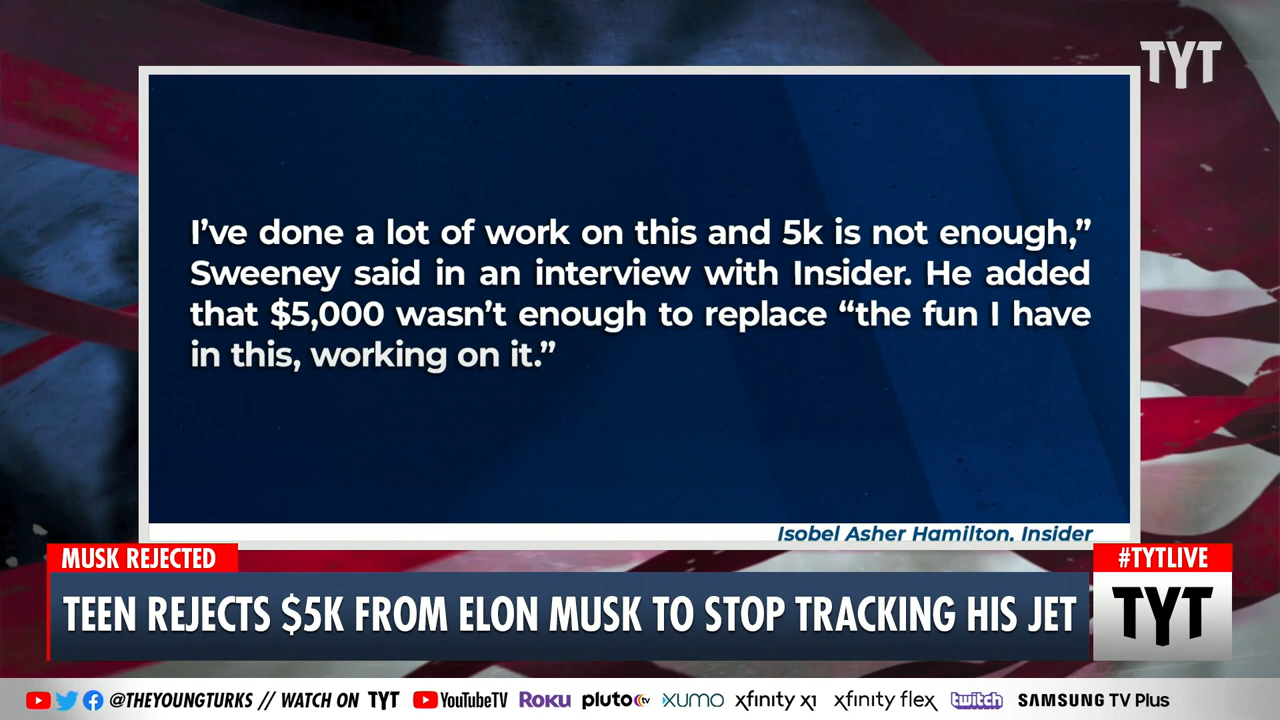 TYT
I’ve done a lot of work on this and 5k is not enough,”
Sweeney said in an interview with Insider. He added
that $5,000 wasn’t enough to replace “the fun I have
in this, working on it.”
Isobel Asher Hamilton, Insider
MUSK REJECTED
#TYTLIVE
TEEN REJECTS $5K FROM ELON MUSK TO STOP TRACKING HIS JET
TYT
@THEYOUNGTURKS // WATCH ON TYT YouTubeTV Roku pluto tv xumo xfinity x1 xfinity flex twitch SAMSUNG TV Plus